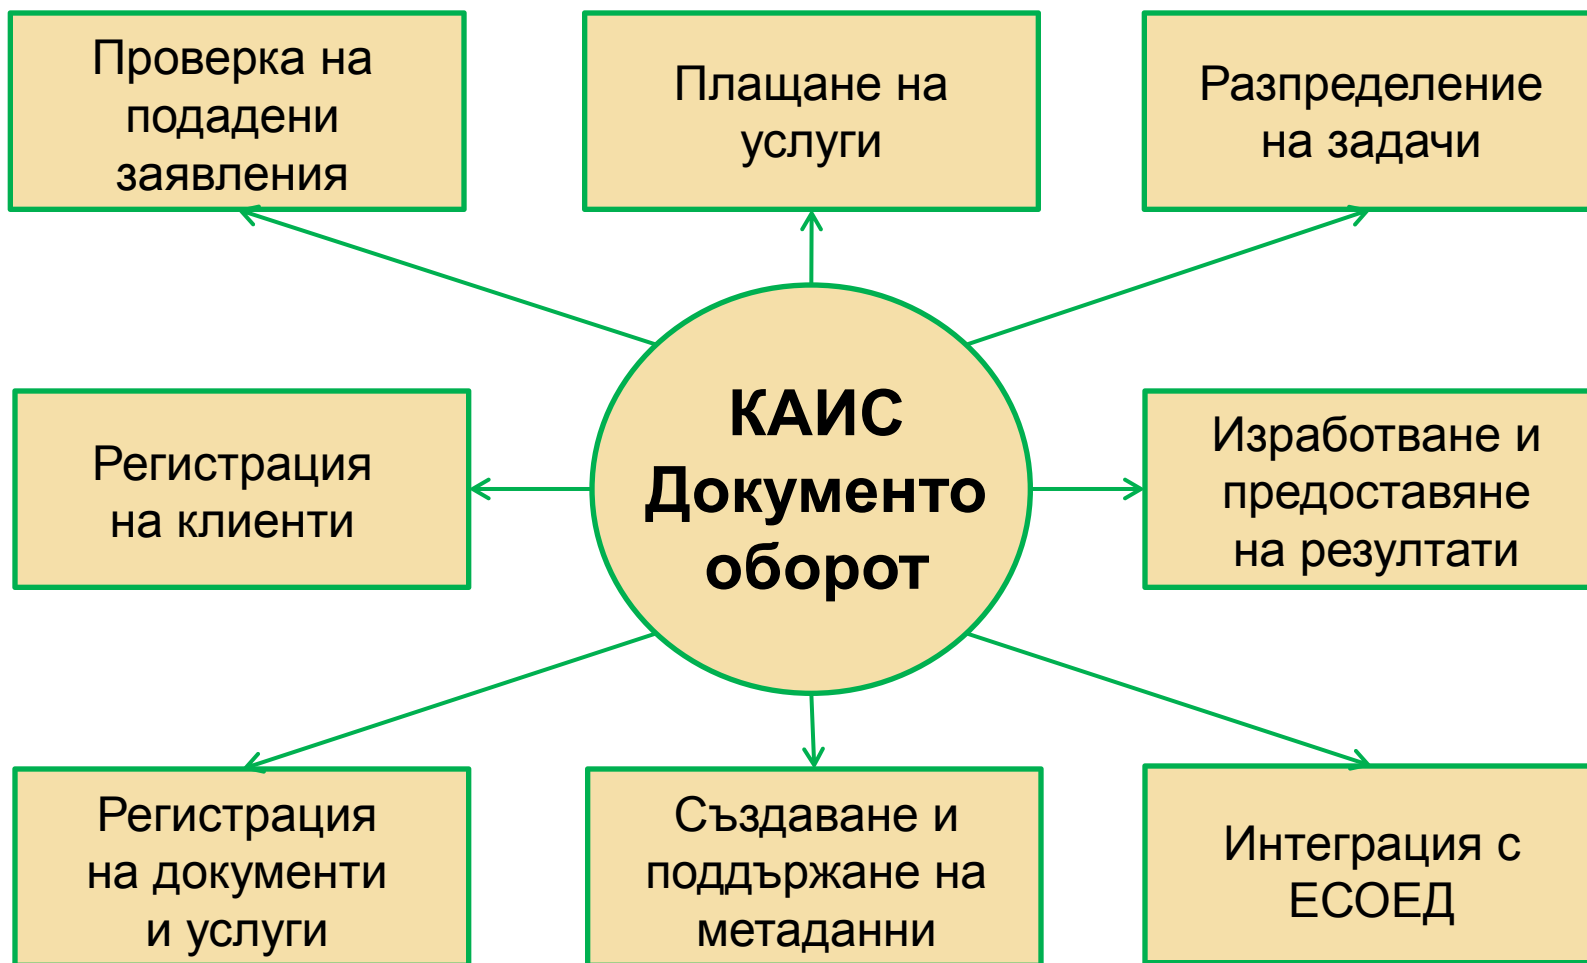 Проверка на
подадени
заявления
Плащане на
услуги
Разпределение
на задачи
Регистрация
на клиенти
КАИС
Документо
оборот
Изработване и
предоставяне
на резултати
Регистрация
на документи
и услуги
Създаване и
поддържане на
метаданни
Интеграция с
ЕСОЕД